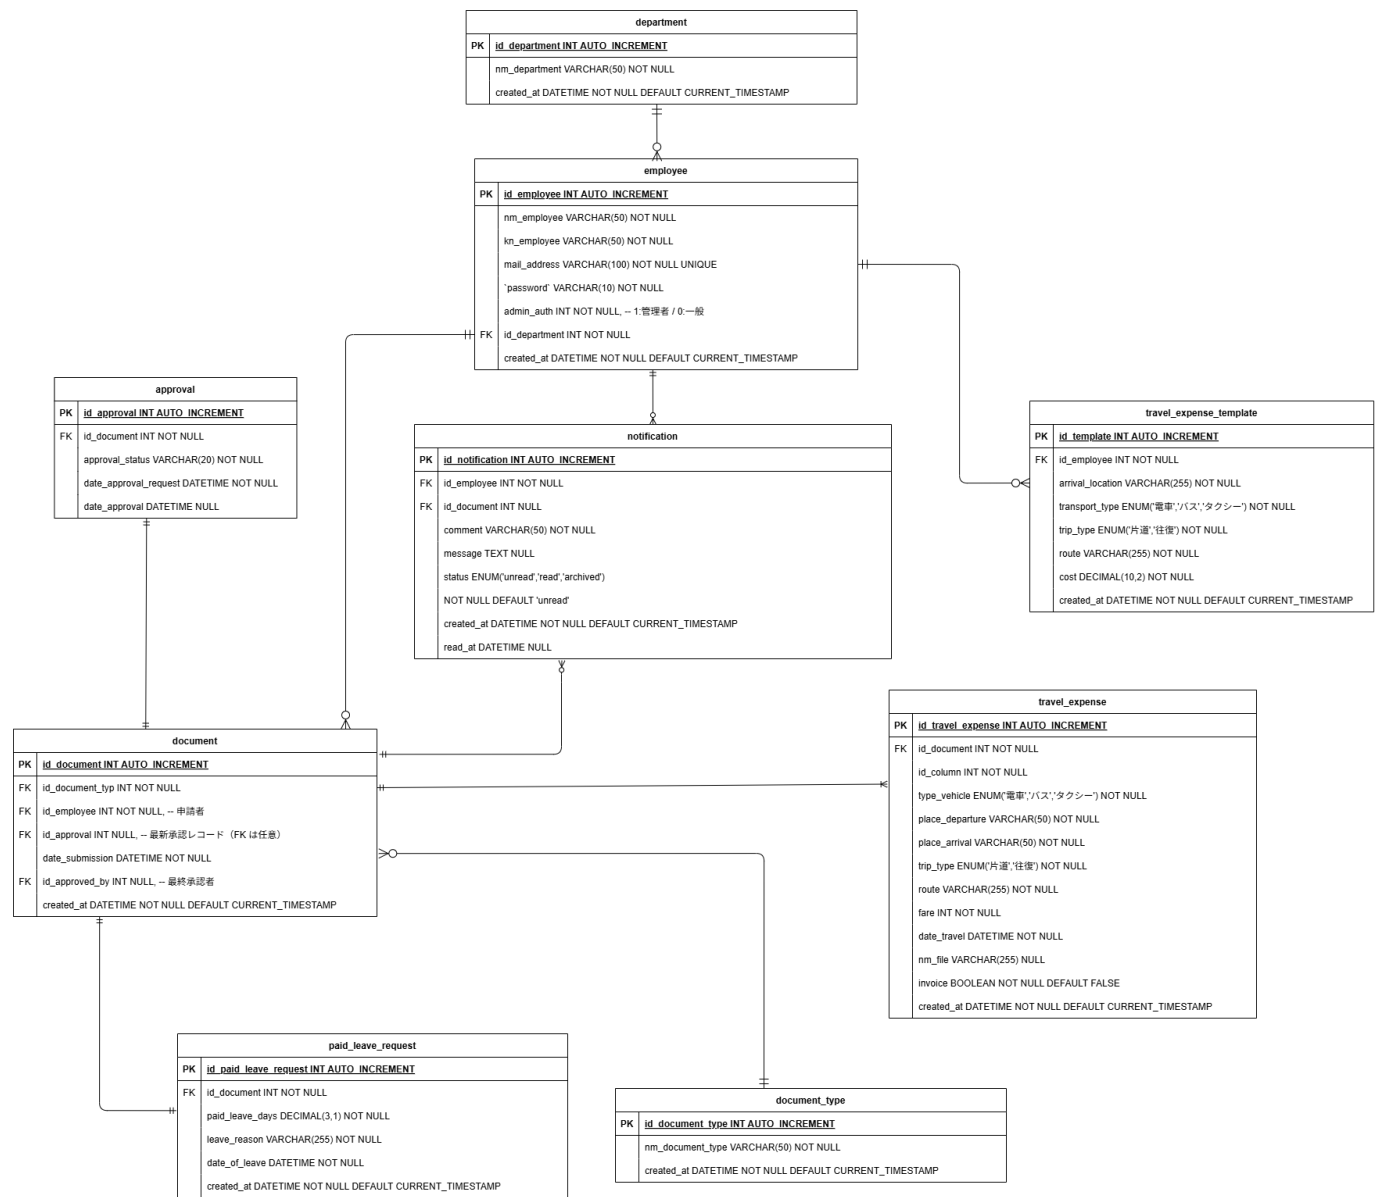 department
PK id_department INT AUTO_INCREMENT
nm_department VARCHAR(50) NOT NULL
created_at DATETIME NOT NULL DEFAULT CURRENT_TIMESTAMP
employee
PK id_employee INT AUTO_INCREMENT
nm_employee VARCHAR(50) NOT NULL
kn_employee VARCHAR(50) NOT NULL
mail_address VARCHAR(100) NOT NULL UNIQUE
`password` VARCHAR(10) NOT NULL
admin_auth INT NOT NULL, -- 1:管理者 / 0:一般
FK id_department INT NOT NULL
created_at DATETIME NOT NULL DEFAULT CURRENT_TIMESTAMP
approval
PK id_approval INT AUTO_INCREMENT
FK id_document INT NOT NULL
approval_status VARCHAR(20) NOT NULL
date_approval_request DATETIME NOT NULL
date_approval DATETIME NULL
notification
PK id_notification INT AUTO_INCREMENT
FK id_employee INT NOT NULL
FK id_document INT NULL
comment VARCHAR(50) NOT NULL
message TEXT NULL
status ENUM('unread','read','archived')
NOT NULL DEFAULT 'unread'
created_at DATETIME NOT NULL DEFAULT CURRENT_TIMESTAMP
read_at DATETIME NULL
travel_expense_template
PK id_template INT AUTO_INCREMENT
FK id_employee INT NOT NULL
arrival_location VARCHAR(255) NOT NULL
transport_type ENUM('電車','バス','タクシー') NOT NULL
trip_type ENUM('片道','往復') NOT NULL
route VARCHAR(255) NOT NULL
cost DECIMAL(10,2) NOT NULL
created_at DATETIME NOT NULL DEFAULT CURRENT_TIMESTAMP
document
PK id_document INT AUTO_INCREMENT
FK id_document_typ INT NOT NULL
FK id_employee INT NOT NULL, -- 申請者
FK id_approval INT NULL, -- 最新承認レコード（FK は任意）
date_submission DATETIME NOT NULL
FK id_approved_by INT NULL, -- 最終承認者
created_at DATETIME NOT NULL DEFAULT CURRENT_TIMESTAMP
travel_expense
PK id_travel_expense INT AUTO_INCREMENT
FK id_document INT NOT NULL
id_column INT NOT NULL
type_vehicle ENUM('電車','バス','タクシー') NOT NULL
place_departure VARCHAR(50) NOT NULL
place_arrival VARCHAR(50) NOT NULL
trip_type ENUM('片道','往復') NOT NULL
route VARCHAR(255) NOT NULL
fare INT NOT NULL
date_travel DATETIME NOT NULL
nm_file VARCHAR(255) NULL
invoice BOOLEAN NOT NULL DEFAULT FALSE
created_at DATETIME NOT NULL DEFAULT CURRENT_TIMESTAMP
paid_leave_request
PK id_paid_leave_request INT AUTO_INCREMENT
FK id_document INT NOT NULL
paid_leave_days DECIMAL(3,1) NOT NULL
leave_reason VARCHAR(255) NOT NULL
date_of_leave DATETIME NOT NULL
created_at DATETIME NOT NULL DEFAULT CURRENT_TIMESTAMP
document_type
PK id_document_type INT AUTO_INCREMENT
nm_document_type VARCHAR(50) NOT NULL
created_at DATETIME NOT NULL DEFAULT CURRENT_TIMESTAMP